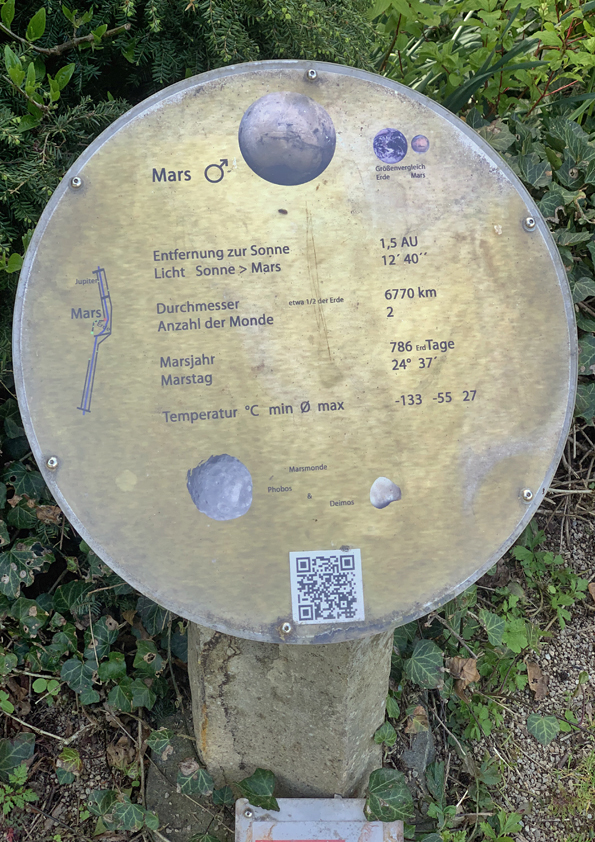 Mars ♂
Größenvergleich
Erde Mars
Entfernung zur Sonne 1,5 AU
Licht Sonne > Mars 12´ 40´´
Jupiter
Mars
Durchmesser etwa 1/2 der Erde 6770 km
Anzahl der Monde 2
Marsjahr 786 ErdTage
Marstag 24° 37´
Temperatur °C min Ø max -133 -55 27
Marsmonde
Phobos & Deimos